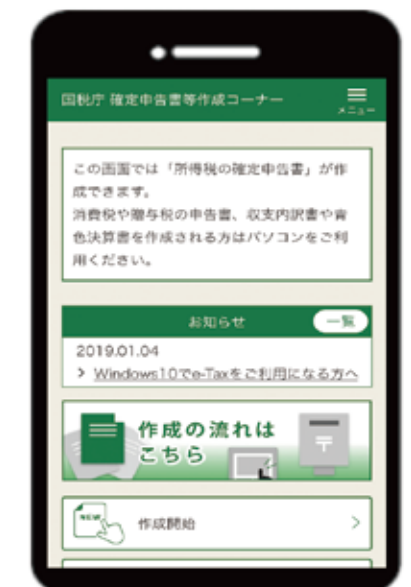 国税庁 確定申告書等作成コーナー
メニュー
この画面では「所得税の確定申告書」が作
成できます。
消費税や贈与税の申告書、収支内訳書や青
色決算書を作成される方はパソコンをご利
用ください。
お知らせ
一覧
2019.01.04
> Windows10でe-Taxをご利用になる方へ
作成の流れは
こちら
〒
NEW
作成開始 >